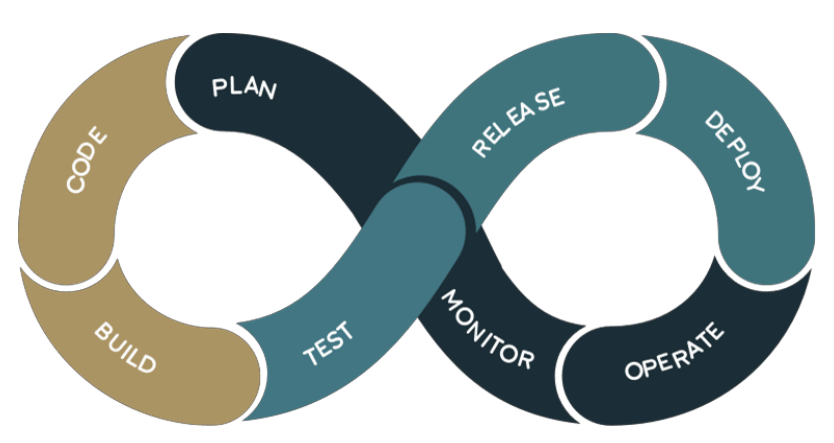 PLAN
CODE
BUILD
TEST
RELEASE
DEPLOY
OPERATE
MONITOR